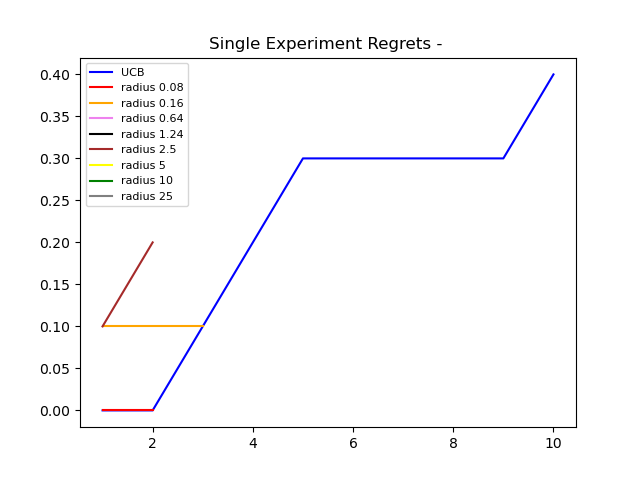 Single Experiment Regrets -
UCB
radius 0.08
radius 0.16
radius 0.64
radius 1.24
radius 2.5
radius 5
radius 10
radius 25
0.40
0.35
0.30
0.25
0.20
0.15
0.10
0.05
0.00
2 4 6 8 10